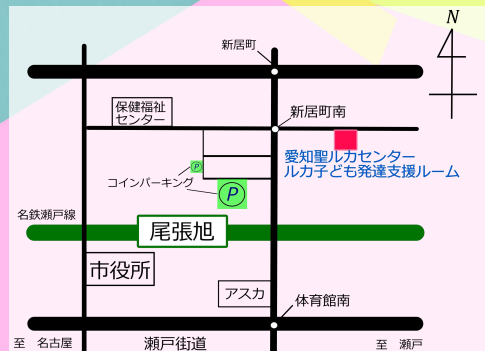 N
新居町
保健福祉
センター
新居町南
P
愛知聖ルカセンター
ルカ子ども発達支援ルーム
コインパーキング
P
名鉄瀬戸線
尾張旭
市役所
アスカ
体育館南
至 名古屋
瀬戸街道
至 瀬戸